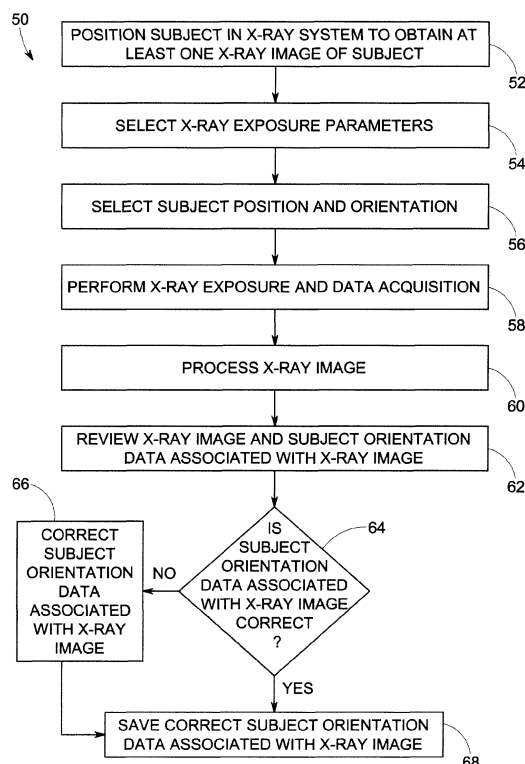 50
POSITION SUBJECT IN X-RAY SYSTEM TO OBTAIN AT
LEAST ONE X-RAY IMAGE OF SUBJECT
52
SELECT X-RAY EXPOSURE PARAMETERS
54
SELECT SUBJECT POSITION AND ORIENTATION
56
PERFORM X-RAY EXPOSURE AND DATA ACQUISITION
58
PROCESS X-RAY IMAGE
60
REVIEW X-RAY IMAGE AND SUBJECT ORIENTATION
DATA ASSOCIATED WITH X-RAY IMAGE
62
IS
SUBJECT
ORIENTATION
DATA ASSOCIATED
WITH X-RAY IMAGE
CORRECT
?
64
NO
66
CORRECT
SUBJECT
ORIENTATION
DATA
ASSOCIATED
WITH X-RAY
IMAGE
YES
SAVE CORRECT SUBJECT ORIENTATION
DATA ASSOCIATED WITH X-RAY IMAGE
68